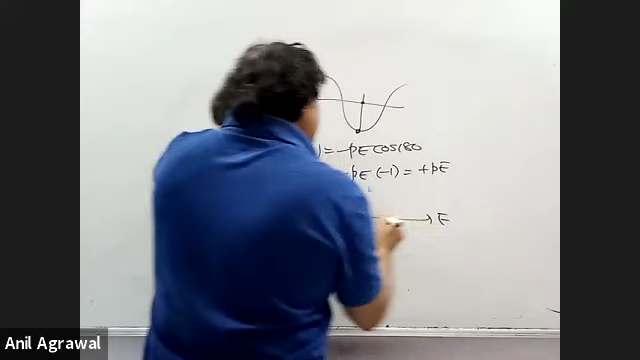 = -pE cos180
-pE (-1) = +pE
E
Anil Agrawal